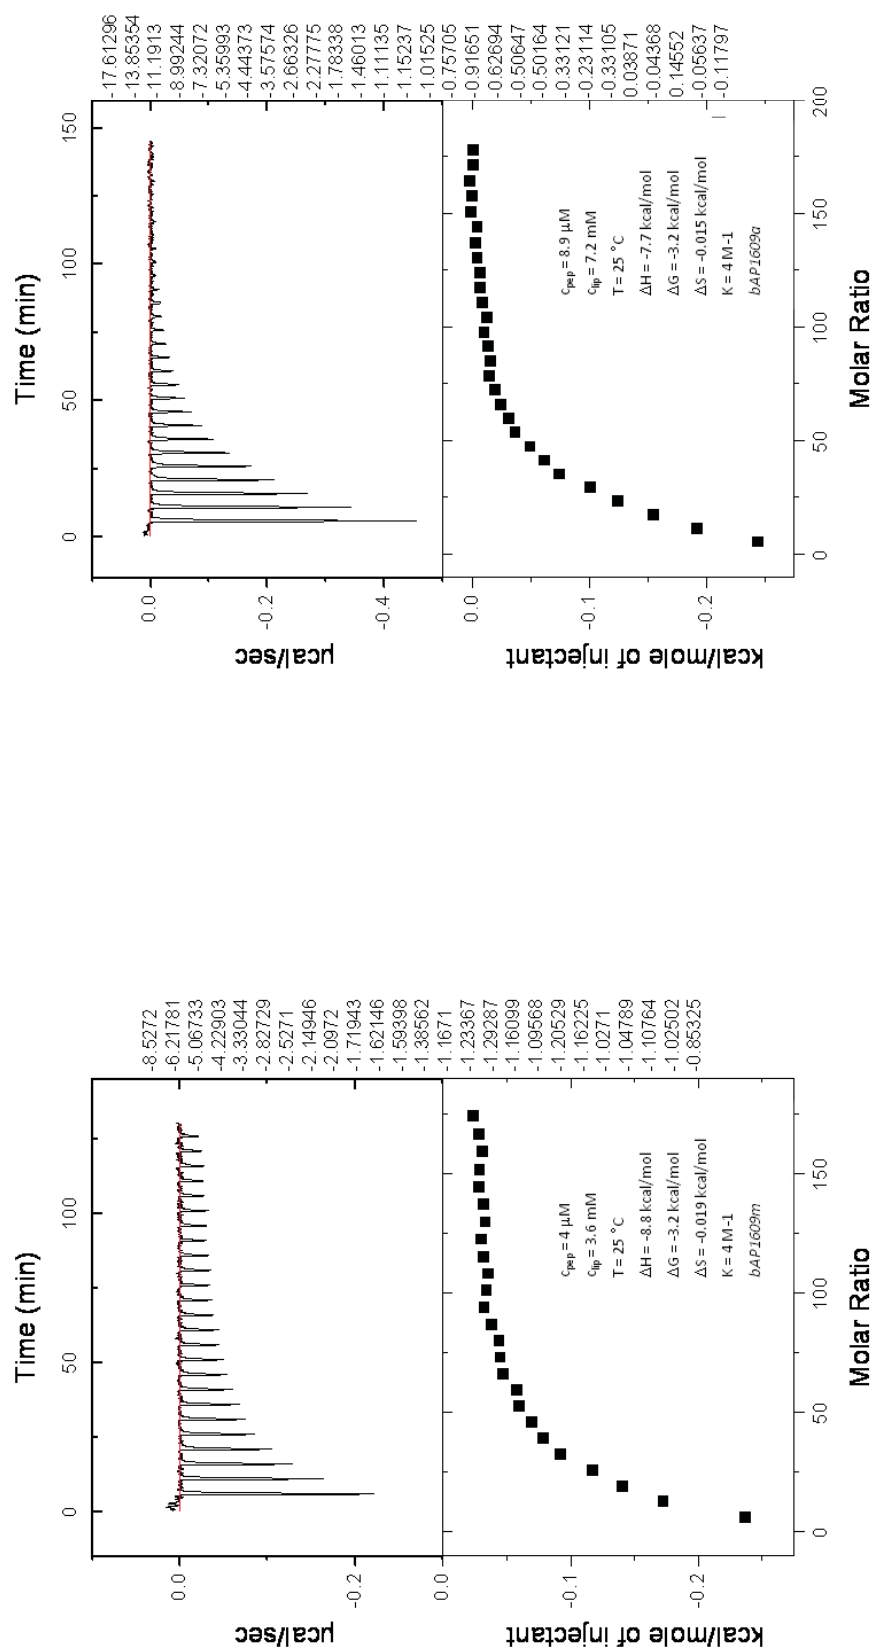 Time (min)
0 50 100
0.0
-0.2
µcal/sec
-8.5272
-6.21781
-5.06733
-4.22903
-3.33044
-2.82729
-2.5271
-2.14946
-2.0972
-1.71943
-1.62146
-1.59398
-1.38562
-1.1671
-1.23367
-1.29287
-1.16099
-1.09568
-1.20529
-1.16225
-1.0271
-1.04789
-1.10764
-1.02502
-0.85325
0.0
-0.1
-0.2
kcal/mole of injectant
cpep = 4 µM
clip = 3.6 mM
T = 25 °C
ΔH = -8.8 kcal/mol
ΔG = -3.2 kcal/mol
ΔS = -0.019 kcal/mol
K = 4 M-1
bAP1609m
0 50 100 150
Molar Ratio
Time (min)
0 50 100 150
0.0
-0.2
-0.4
µcal/sec
-17.61296
-13.85354
-11.1913
-8.99244
-7.32072
-5.35993
-4.44373
-3.57574
-2.66326
-2.27775
-1.78338
-1.46013
-1.11135
-1.15237
-1.01525
-0.75705
-0.91651
-0.62694
-0.50647
-0.50164
-0.33121
-0.23114
-0.33105
0.03871
-0.04368
0.14552
-0.05637
-0.11797
0.0
-0.1
-0.2
kcal/mole of injectant
cpep = 8.9 µM
clip = 7.2 mM
T = 25 °C
ΔH = -7.7 kcal/mol
ΔG = -3.2 kcal/mol
ΔS = -0.015 kcal/mol
K = 4 M-1
bAP1609a
0 50 100 150 200
Molar Ratio